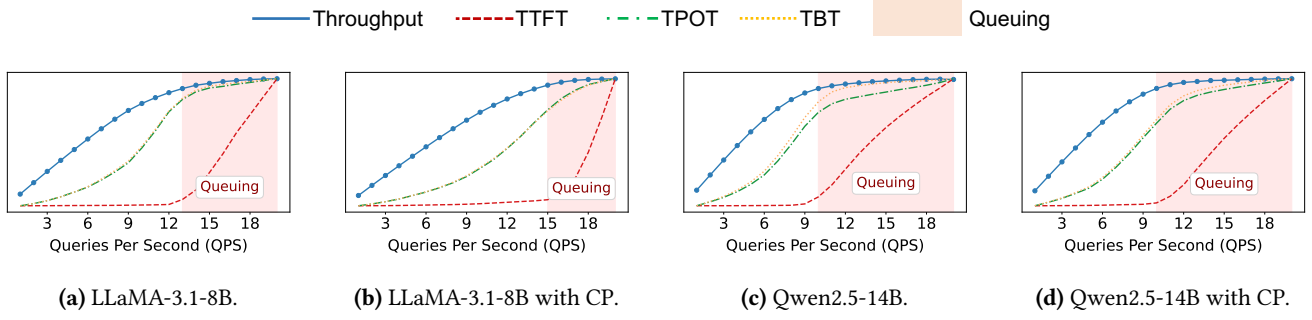 Throughput TTFT TPOT TBT Queuing
Queuing
3 6 9 12 15 18
Queries Per Second (QPS)
(a) LLaMA-3.1-8B.
Queuing
3 6 9 12 15 18
Queries Per Second (QPS)
(b) LLaMA-3.1-8B with CP.
Queuing
3 6 9 12 15 18
Queries Per Second (QPS)
(c) Qwen2.5-14B.
Queuing
3 6 9 12 15 18
Queries Per Second (QPS)
(d) Qwen2.5-14B with CP.